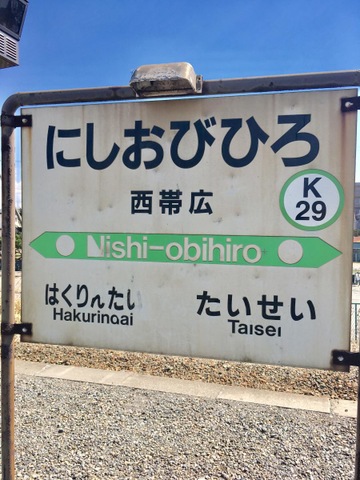 にしおびひろ
西帯広
K
29
Nishi-obihiro
はくりんたい
Hakurinɑai
たいせい
Taisei